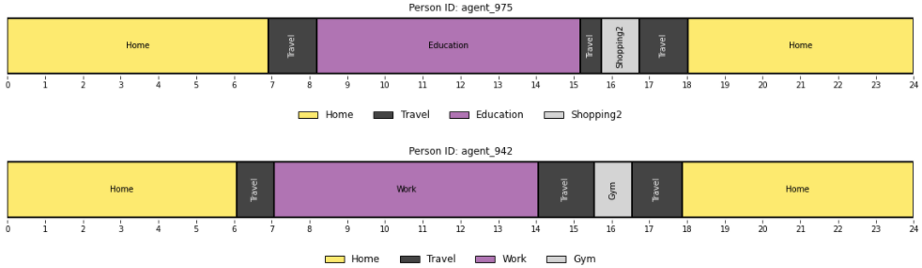 Person ID: agent_975
Home Travel Education Travel Shopping2 Travel Home
0 1 2 3 4 5 6 7 8 9 10 11 12 13 14 15 16 17 18 19 20 21 22 23 24
Home Travel Education Shopping2
Person ID: agent_942
Home Travel Work Travel Gym Travel Home
0 1 2 3 4 5 6 7 8 9 10 11 12 13 14 15 16 17 18 19 20 21 22 23 24
Home Travel Work Gym